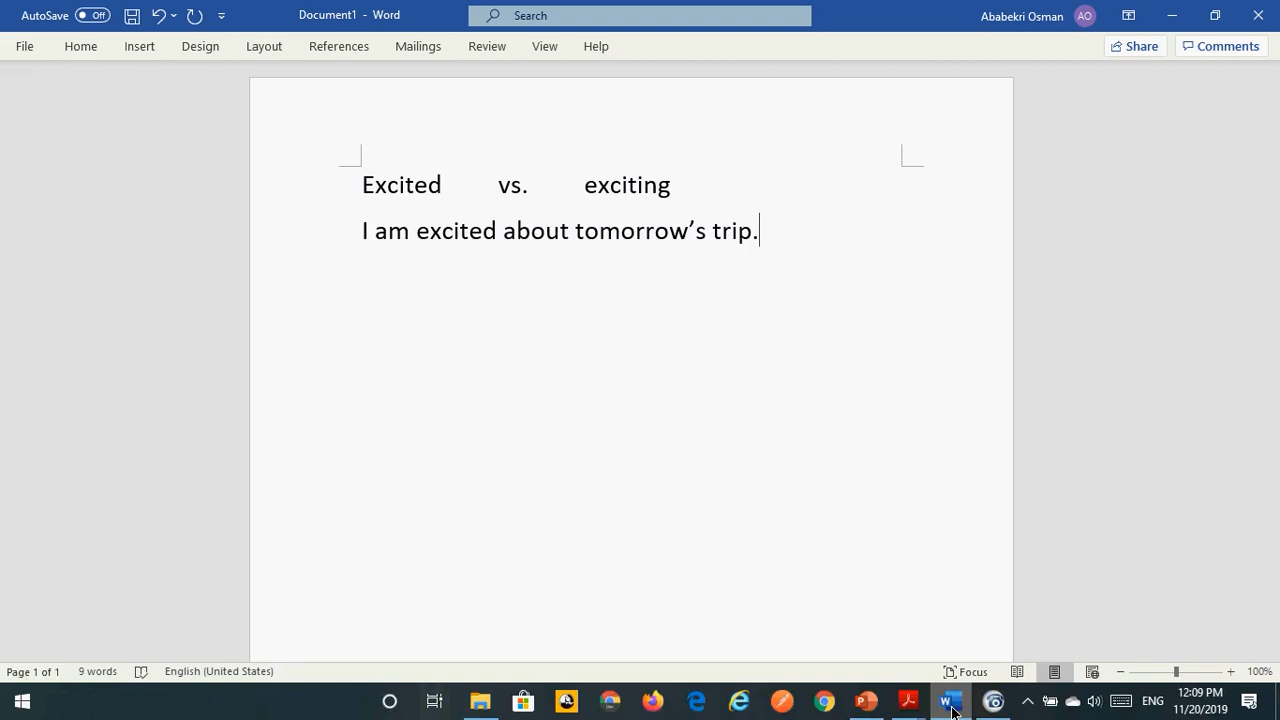 AutoSave Off Document1 - Word Search Ababekri Osman AO
File Home Insert Design Layout References Mailings Review View Help Share Comments
Excited vs. exciting
I am excited about tomorrow’s trip.
Page 1 of 1 9 words English (United States) Focus 100%
ENG 12:09 PM
11/20/2019